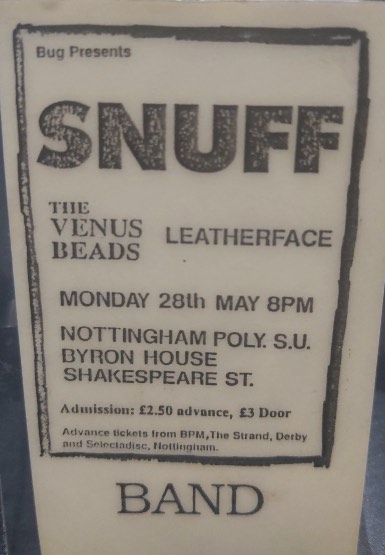 Bug Presents
SNUFF
THE
VENUS
BEADS
LEATHERFACE
MONDAY 28th MAY 8PM
NOTTINGHAM POLY. S.U.
BYRON HOUSE
SHAKESPEARE ST.
Admission: £2.50 advance, £3 Door
Advance tickets from BPM,The Strand, Derby
and Selectadisc, Nottingham.
BAND